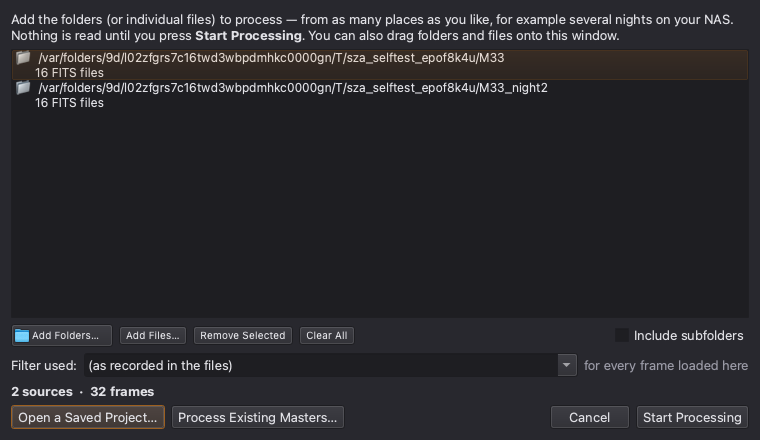 Add the folders (or individual files) to process — from as many places as you like, for example several nights on your NAS.
Nothing is read until you press Start Processing. You can also drag folders and files onto this window.
/var/folders/9d/l02zfgrs7c16twd3wbpdmhkc0000gn/T/sza_selftest_epof8k4u/M33
16 FITS files
/var/folders/9d/l02zfgrs7c16twd3wbpdmhkc0000gn/T/sza_selftest_epof8k4u/M33_night2
16 FITS files
Add Folders... Add Files... Remove Selected Clear All Include subfolders
Filter used: (as recorded in the files) for every frame loaded here
2 sources · 32 frames
Open a Saved Project... Process Existing Masters... Cancel Start Processing